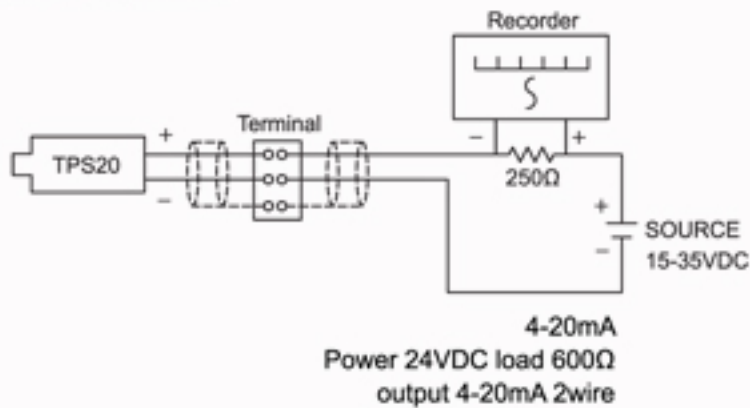 Recorder
− +
+
Terminal
TPS20
−
250Ω
+
−
SOURCE
15-35VDC
4-20mA
Power 24VDC load 600Ω
output 4-20mA 2wire